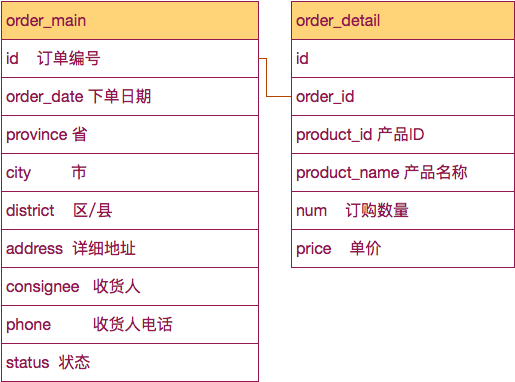 order_main
id 订单编号
order_date 下单日期
province 省
city 市
district 区/县
address 详细地址
consignee 收货人
phone 收货人电话
status 状态
order_detail
id
order_id
product_id 产品ID
product_name 产品名称
num 订购数量
price 单价